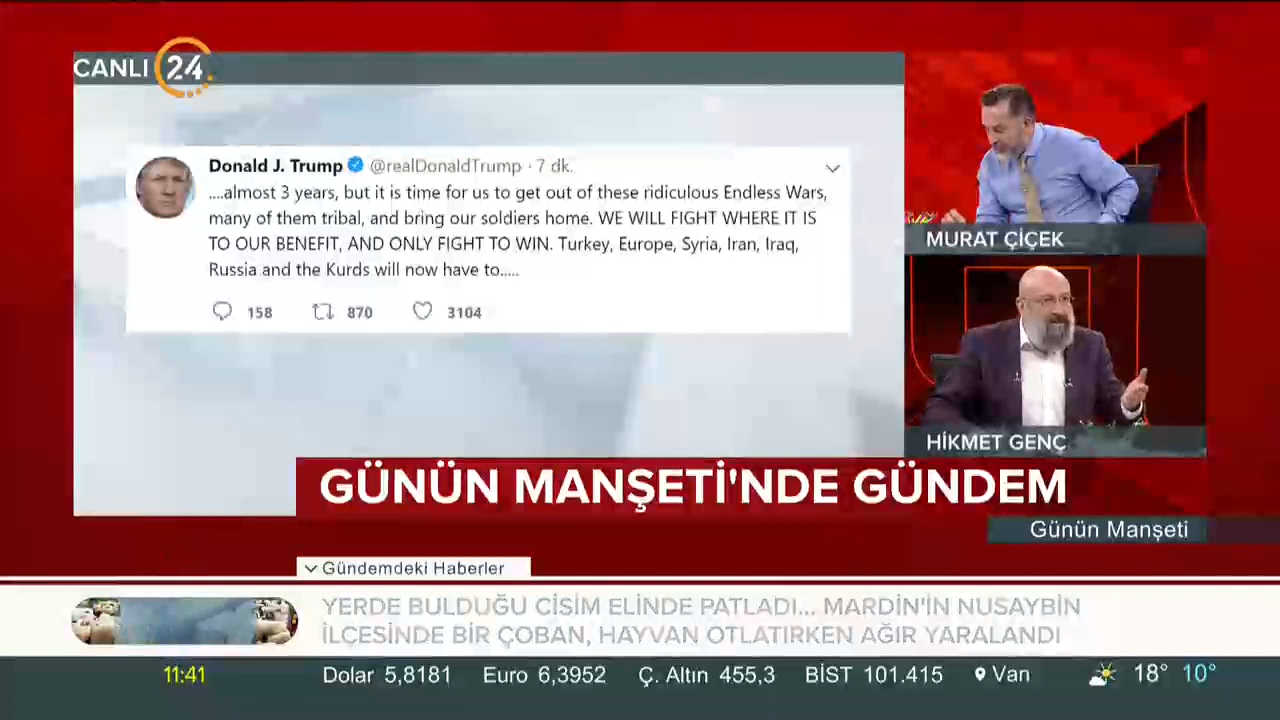 CANLI 24
Donald J. Trump @realDonaldTrump · 7 dk.
....almost 3 years, but it is time for us to get out of these ridiculous Endless Wars,
many of them tribal, and bring our soldiers home. WE WILL FIGHT WHERE IT IS
TO OUR BENEFIT, AND ONLY FIGHT TO WIN. Turkey, Europe, Syria, Iran, Iraq,
Russia and the Kurds will now have to.....
158 870 3104
MURAT ÇİÇEK
HİKMET GENÇ
GÜNÜN MANŞETİ'NDE GÜNDEM
Günün Manşeti
Gündemdeki Haberler
YERDE BULDUĞU CİSİM ELİNDE PATLADI... MARDİN'İN NUSAYBİN
İLÇESİNDE BİR ÇOBAN, HAYVAN OTLATIRKEN AĞIR YARALANDI
11:41 Dolar 5,8181 Euro 6,3952 Ç. Altın 455,3 BİST 101.415 Van 18° 10°